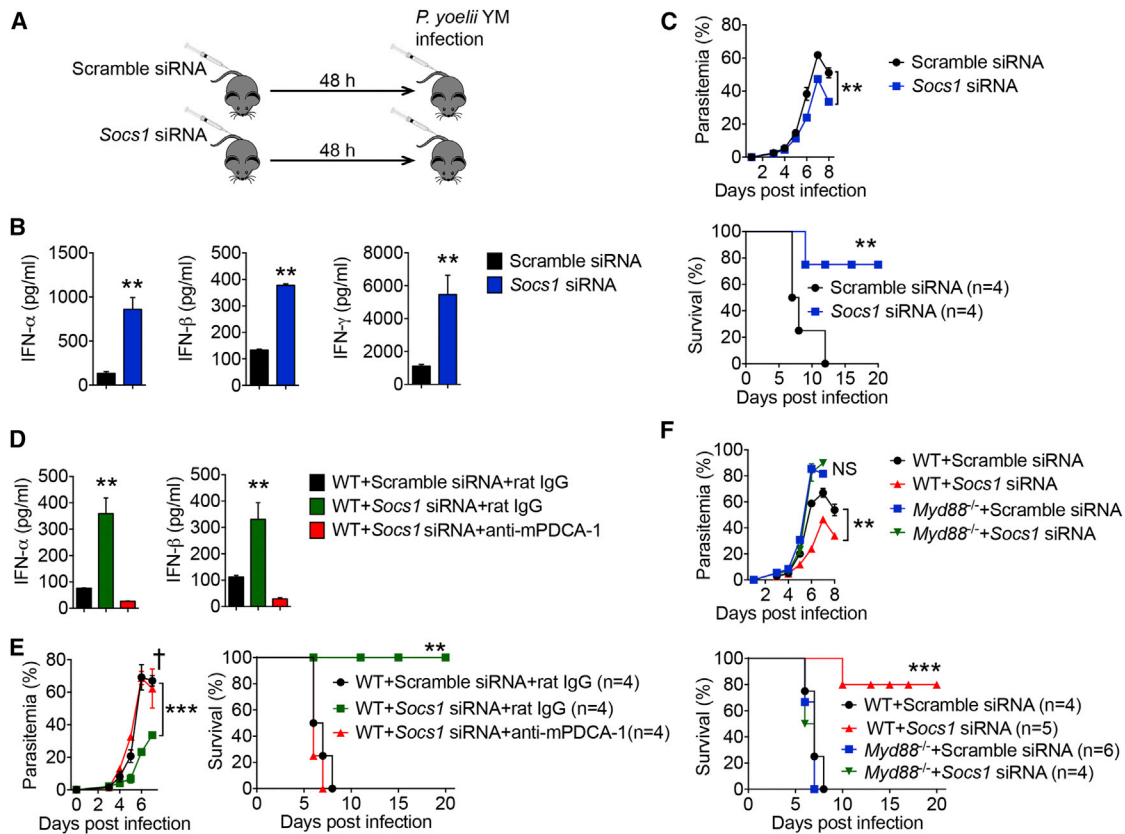 A
Scramble siRNA
Socs1 siRNA
48 h
48 h
P. yoelii YM
infection
B
IFN-α (pg/ml)
1500
1000
500
0
**
IFN-β (pg/ml)
500
400
300
200
100
0
**
IFN-γ (pg/ml)
8000
6000
4000
2000
0
**
Scramble siRNA
Socs1 siRNA
C
Parasitemia (%)
80
60
40
20
0
2 4 6 8
Days post infection
**
Scramble siRNA
Socs1 siRNA
Survival (%)
100
80
60
40
20
0
0 5 10 15 20
Days post infection
**
Scramble siRNA (n=4)
Socs1 siRNA (n=4)
D
IFN-α (pg/ml)
500
400
300
200
100
0
**
IFN-β (pg/ml)
500
400
300
200
100
0
**
WT+Scramble siRNA+rat IgG
WT+Socs1 siRNA+rat IgG
WT+Socs1 siRNA+anti-mPDCA-1
E
Parasitemia (%)
80
60
40
20
0
0 2 4 6
Days post infection
†
***
Survival (%)
100
80
60
40
20
0
0 5 10 15 20
Days post infection
**
WT+Scramble siRNA+rat IgG (n=4)
WT+Socs1 siRNA+rat IgG (n=4)
WT+Socs1 siRNA+anti-mPDCA-1(n=4)
F
Parasitemia (%)
100
80
60
40
20
0
2 4 6 8
Days post infection
NS
**
WT+Scramble siRNA
WT+Socs1 siRNA
Myd88-/-+Scramble siRNA
Myd88-/-+Socs1 siRNA
Survival (%)
100
80
60
40
20
0
0 5 10 15 20
Days post infection
***
WT+Scramble siRNA (n=4)
WT+Socs1 siRNA (n=5)
Myd88-/-+Scramble siRNA (n=6)
Myd88-/-+Socs1 siRNA (n=4)